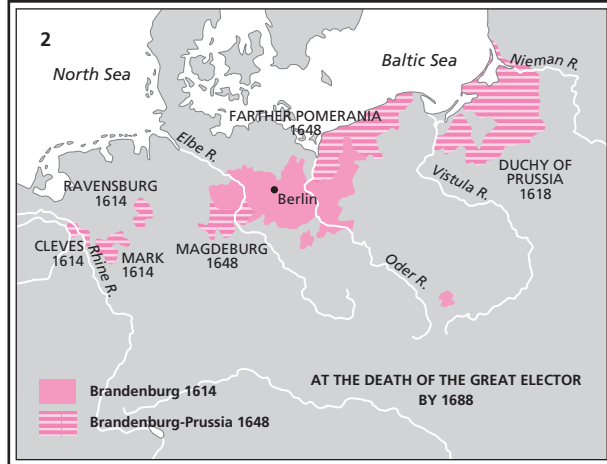 2
North Sea
Baltic Sea
Nieman R.
FARTHER POMERANIA
1648
Elbe R.
DUCHY OF
PRUSSIA
1618
RAVENSBURG
1614
Vistula R.
Berlin
CLEVES
1614
MARK
1614
Rhine R.
MAGDEBURG
1648
Oder R.
AT THE DEATH OF THE GREAT ELECTOR
BY 1688
Brandenburg 1614
Brandenburg-Prussia 1648